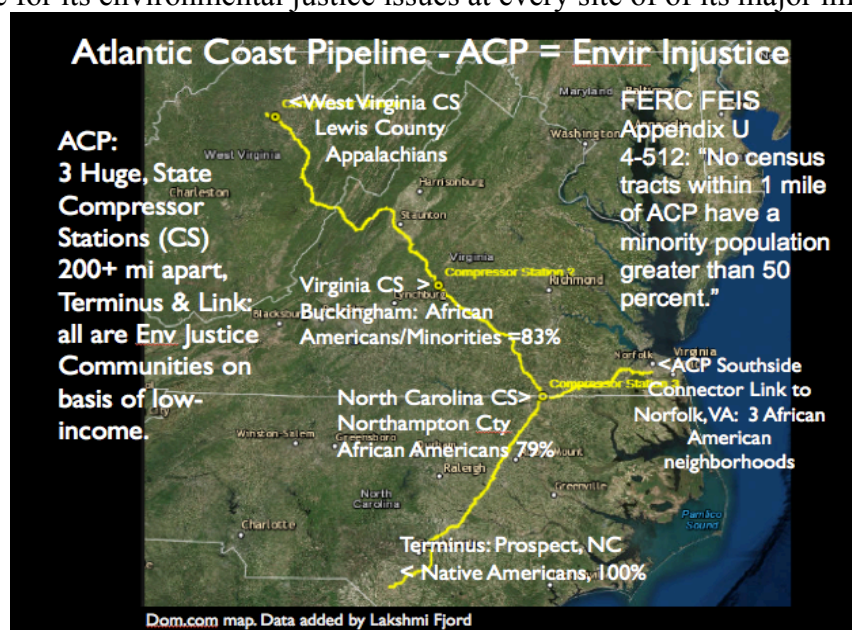 for its environmental justice issues at every site of of its major
Atlantic Coast Pipeline - ACP = Envir Injustice
<West Virginia CS
Lewis County
Appalachians
ACP:
3 Huge, State
Compressor
Stations (CS)
200+ mi apart,
Terminus & Link:
all are Env Justice
Communities on
basis of low-
income.
FERC FEIS
Appendix U
4-512: "No census
tracts within 1 mile
of ACP have a
minority population
greater than 50
percent."
Virginia CS >
Buckingham: African
Americans/Minorities =83%
North Carolina CS>
Northampton Cty
African Americans 79%
<ACP Southside
Connector Link to
Norfolk, VA: 3 African
American
neighborhoods
Terminus: Prospect, NC
< Native Americans, 100%
Maryland
Washington
West Virginia
Charleston
Harrisonburg
Staunton
Virginia
Compressor Station 2
Richmond
Lynchburg
Norfolk
Virginia
Compressor Station 3
Winston-Salem
Greensboro
Raleigh
Greenville
North
Carolina
Charlotte
Pamlico
Sound
Dom.com map. Data added by Lakshmi Fjord